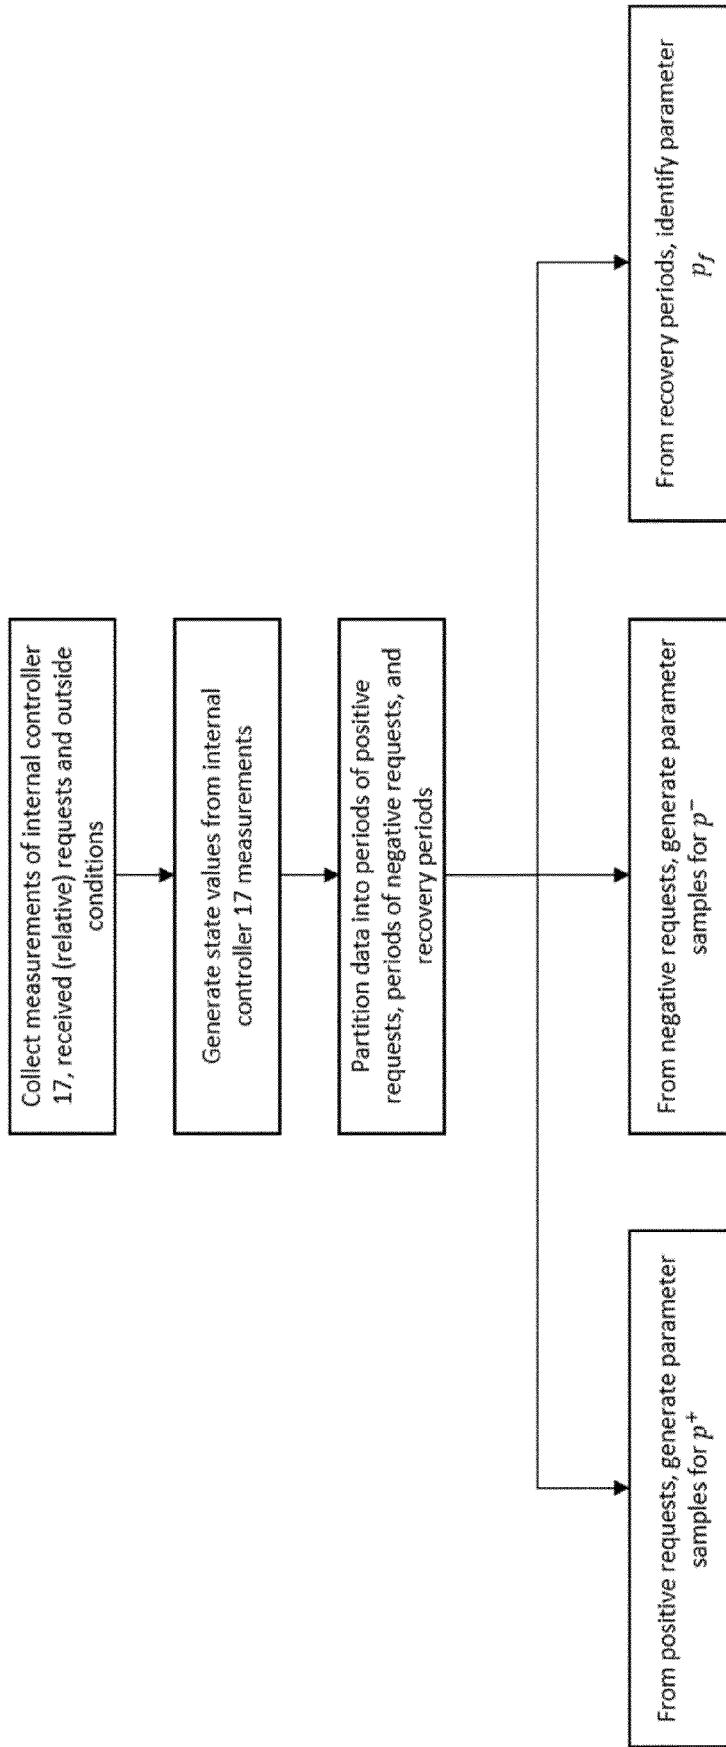 Collect measurements of internal controller
17, received (relative) requests and outside
conditions
Generate state values from internal
controller 17 measurements
Partition data into periods of positive
requests, periods of negative requests, and
recovery periods
From positive requests, generate parameter
samples for p⁺
From negative requests, generate parameter
samples for p⁻
From recovery periods, identify parameter
p_f